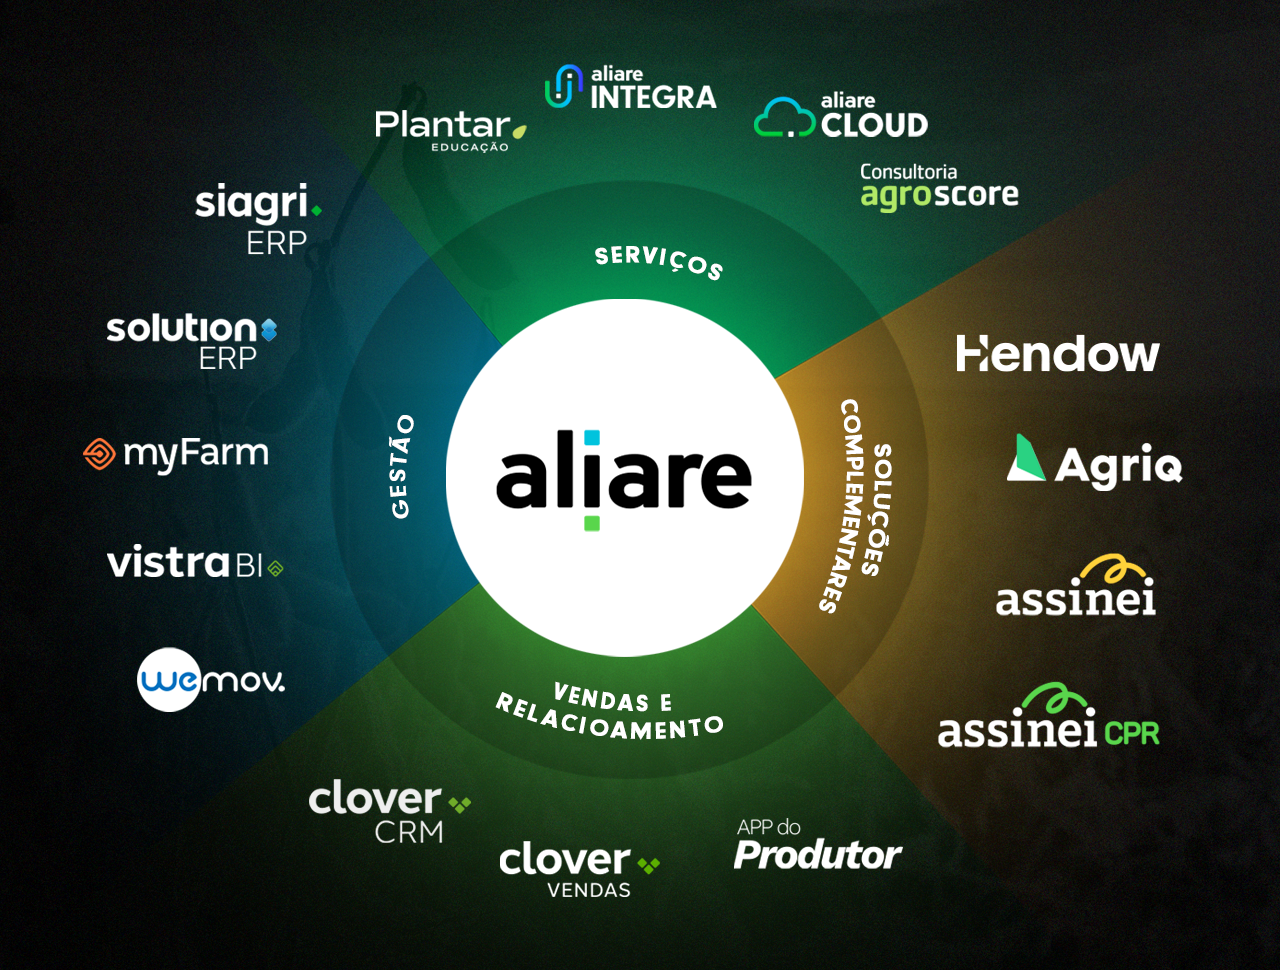 aliare
INTEGRA
Plantar
EDUCAÇÃO
aliare
CLOUD
Consultoria
agroscore
siagri
ERP
SERVIÇOS
solution
ERP
Hendow
myFarm
GESTÃO
aliare
SOLUÇÕES
COMPLEMENTARES
Agriq
vistra BI
assinei
wemov.
VENDAS E
RELACIOAMENTO
assinei CPR
clover
CRM
clover
VENDAS
APP do
Produtor